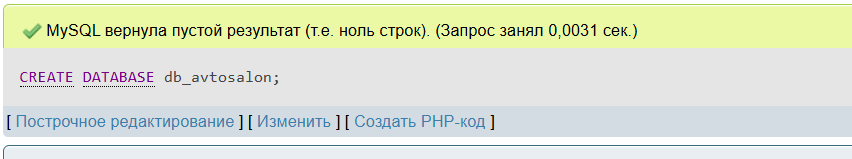 MySQL вернула пустой результат (т.е. ноль строк). (Запрос занял 0,0031 сек.)
CREATE DATABASE db_avtosalon;
[ Построчное редактирование ] [ Изменить ] [ Создать PHP-код ]